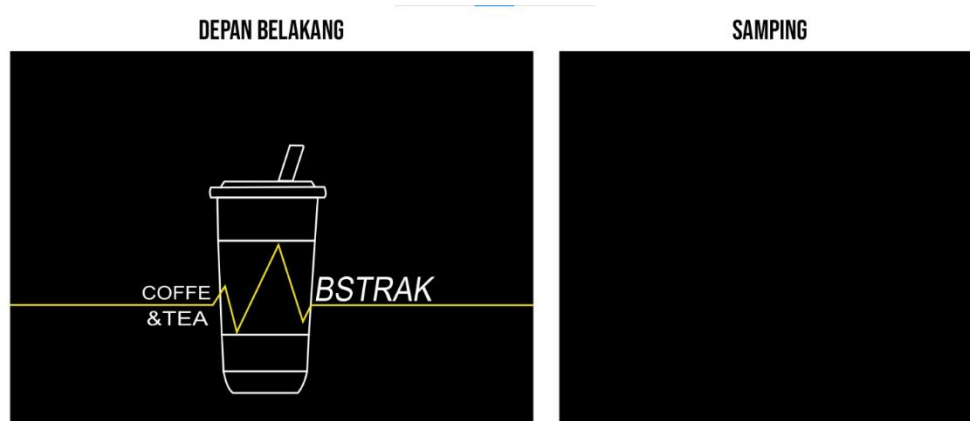 DEPAN BELAKANG
SAMPING
COFFE
&TEA
BSTRAK